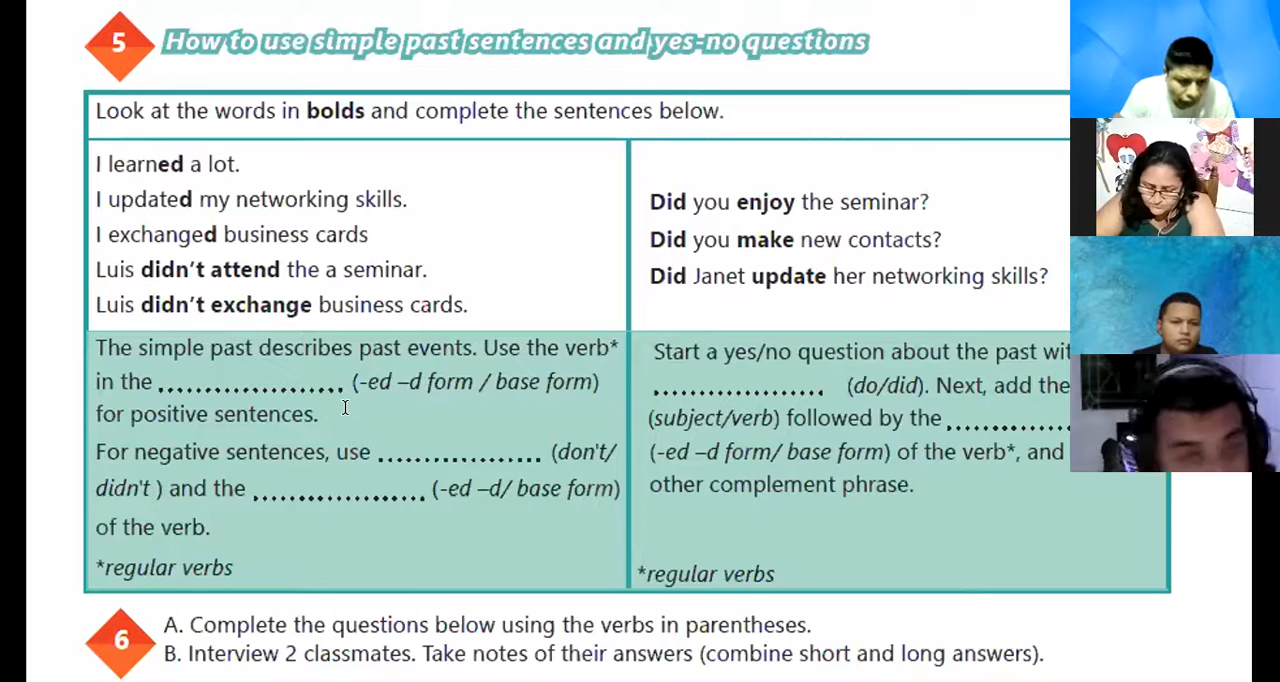 5 How to use simple past sentences and yes-no questions
Look at the words in bolds and complete the sentences below.
I learned a lot.
I updated my networking skills.
I exchanged business cards
Luis didn't attend the a seminar.
Luis didn't exchange business cards.
Did you enjoy the seminar?
Did you make new contacts?
Did Janet update her networking skills?
The simple past describes past events. Use the verb*
in the .................... (-ed –d form / base form)
for positive sentences.
For negative sentences, use .................. (don't/
didn't ) and the ................... (-ed –d/ base form)
of the verb.
*regular verbs
Start a yes/no question about the past
................... (do/did). Next, add the
(subject/verb) followed by the ..............
(-ed –d form/ base form) of the verb*, and
other complement phrase.
*regular verbs
6 A. Complete the questions below using the verbs in parentheses.
B. Interview 2 classmates. Take notes of their answers (combine short and long answers).